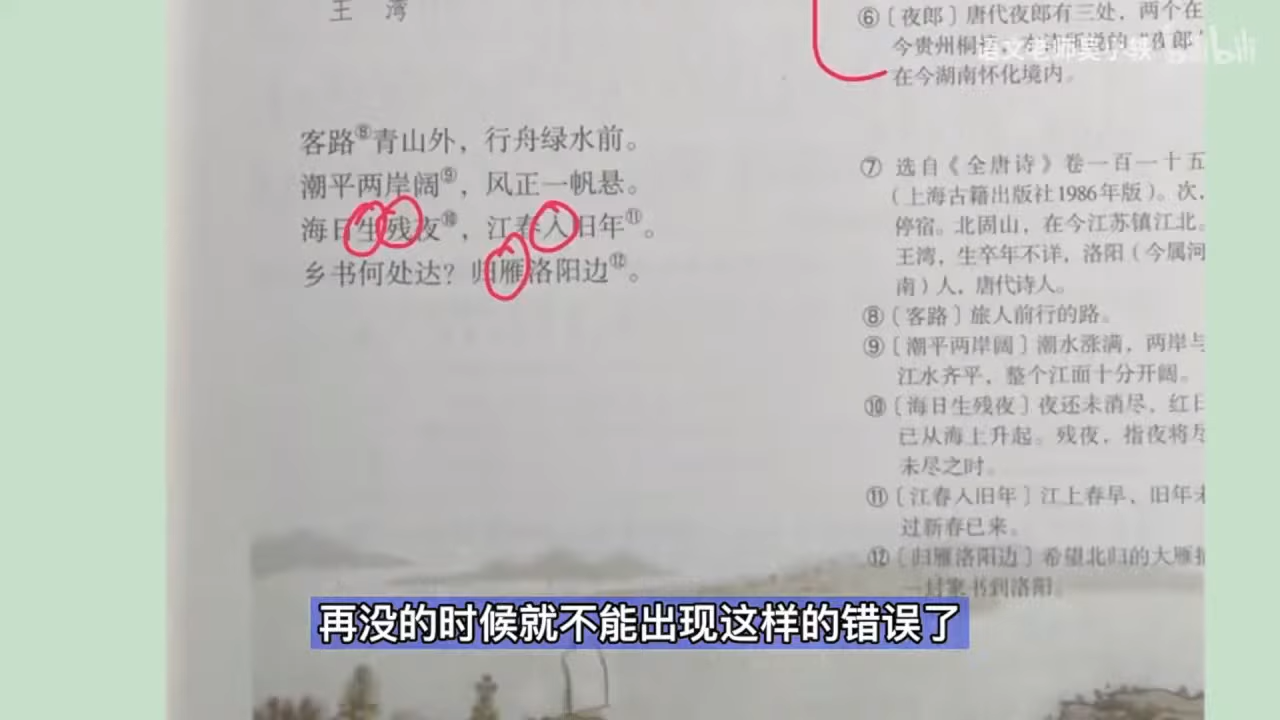 王 湾
客路⑧青山外，行舟绿水前。
潮平两岸阔⑨，风正一帆悬。
海日生残夜⑩，江春入旧年⑪。
乡书何处达？归雁洛阳边⑫。
⑥〔夜郎〕唐代夜郎有三处，两个在
今贵州桐
在今湖南怀化境内。
语文老师吴小轶
bilibili
⑦ 选自《全唐诗》卷一百一十五
（上海古籍出版社1986年版）。次，
停宿。北固山，在今江苏镇江北。
王湾，生卒年不详，洛阳（今属河
南）人，唐代诗人。
⑧〔客路〕旅人前行的路。
⑨〔潮平两岸阔〕潮水涨满，两岸与
江水齐平，整个江面十分开阔。
⑩〔海日生残夜〕夜还未消尽，红日
已从海上升起。残夜，指夜将尽
未尽之时。
⑪〔江春入旧年〕江上春早，旧年未
过新春已来。
⑫〔归雁洛阳边〕希望北归的大雁捎
一封家书到洛阳。
再没的时候就不能出现这样的错误了